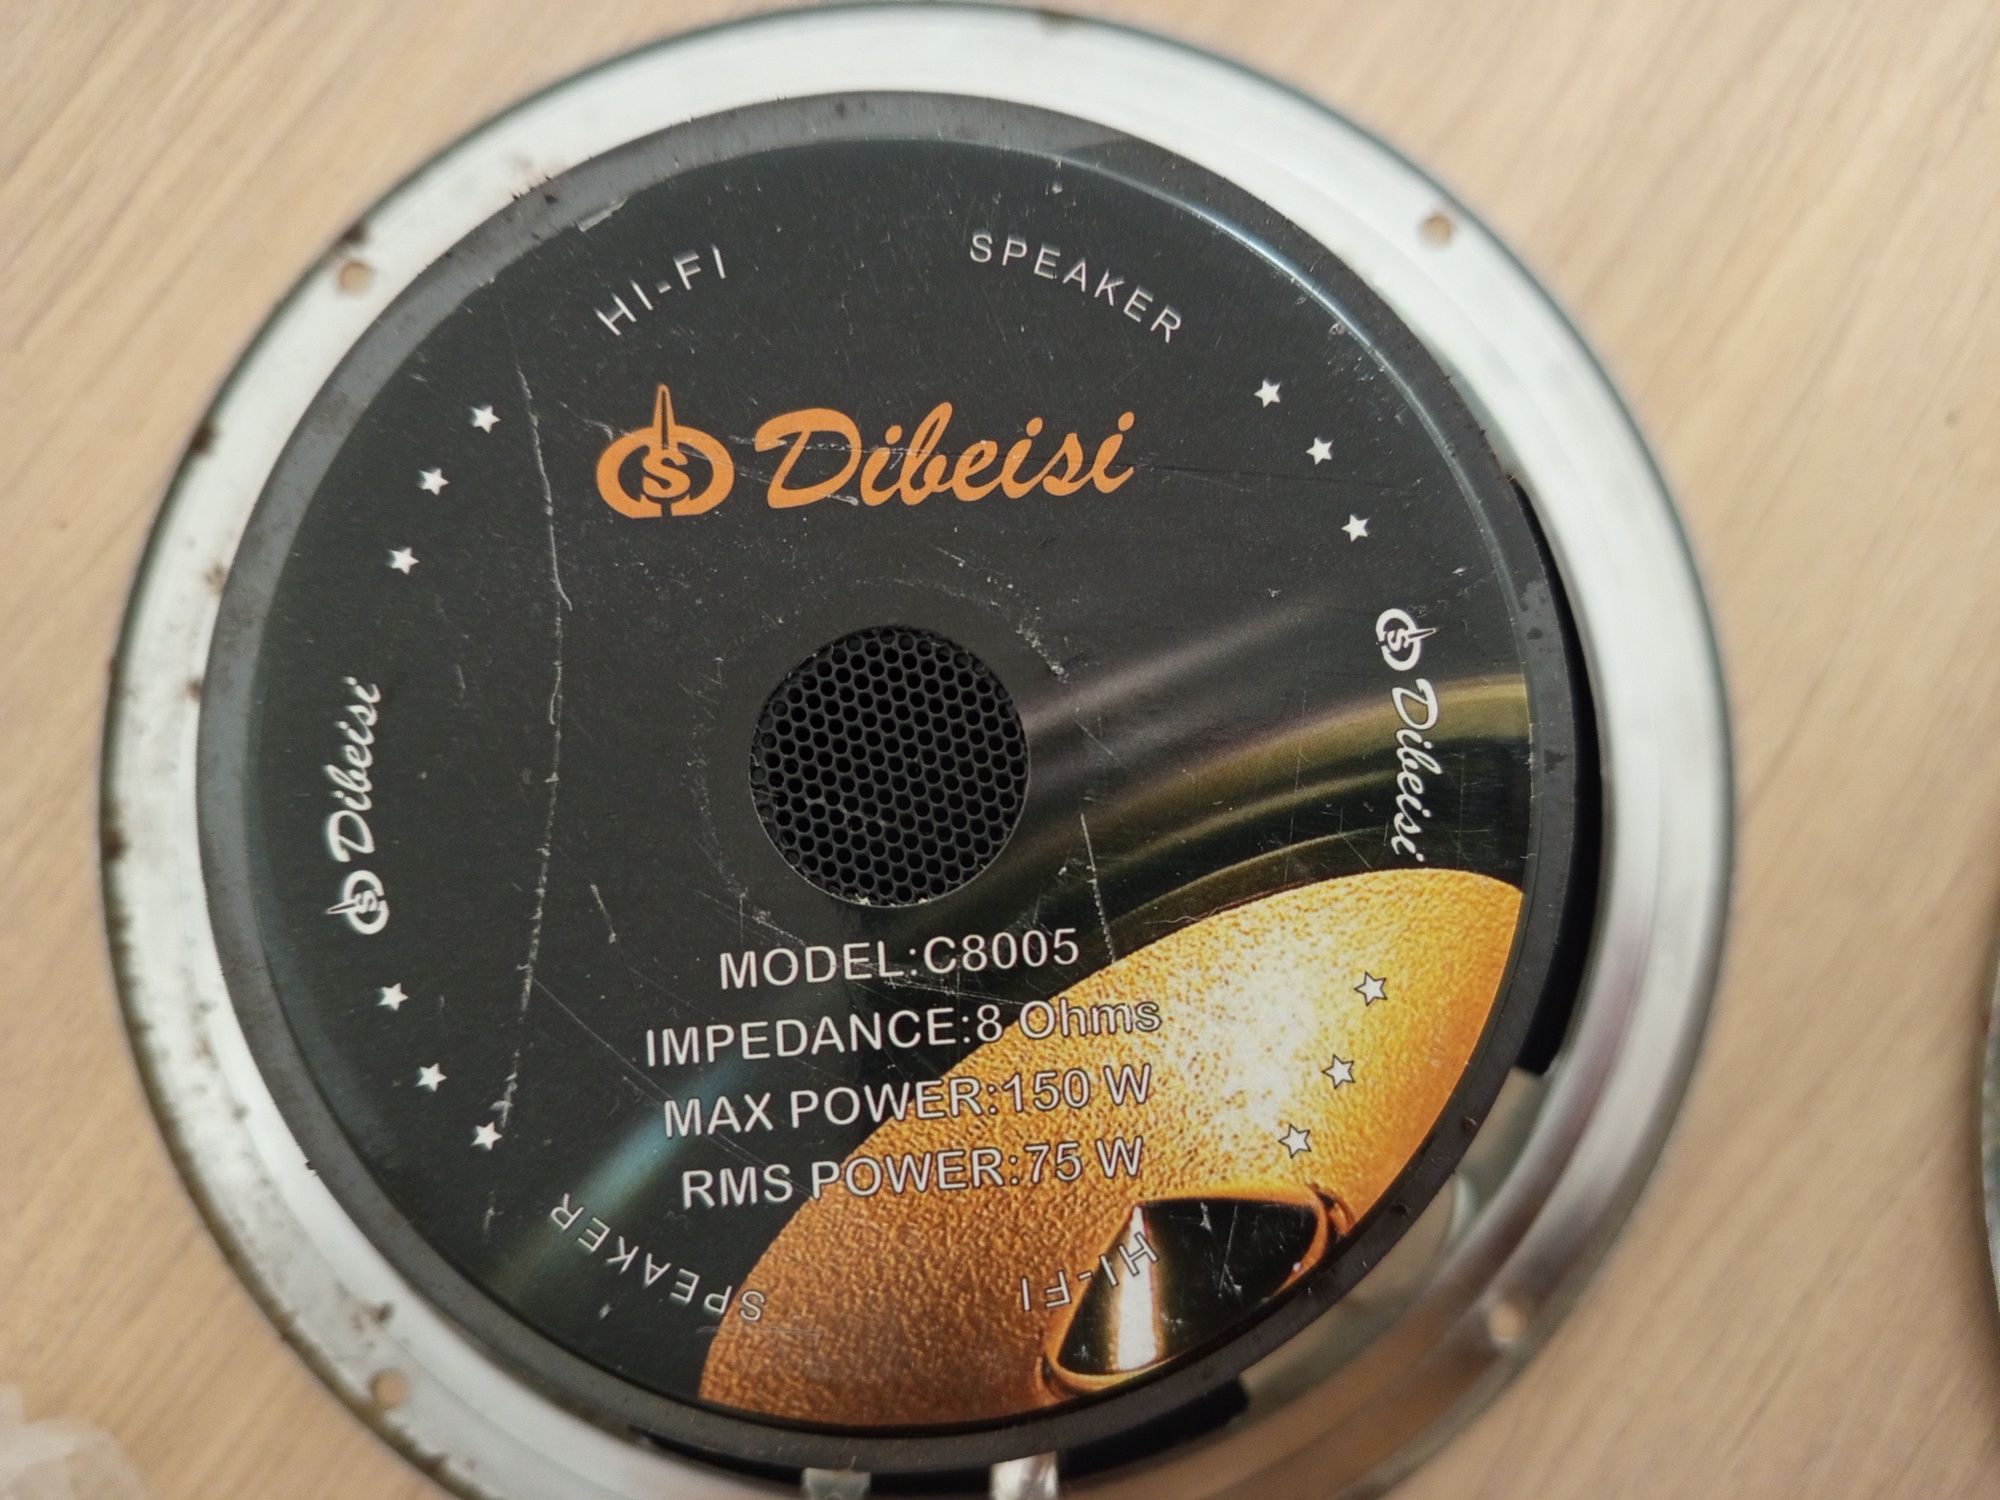 HI-FI SPEAKER
Dibeisi
Dibeisi
Dibeisi
MODEL:C8005
IMPEDANCE:8 Ohms
MAX POWER:150 W
RMS POWER:75 W
HI-FI SPEAKER